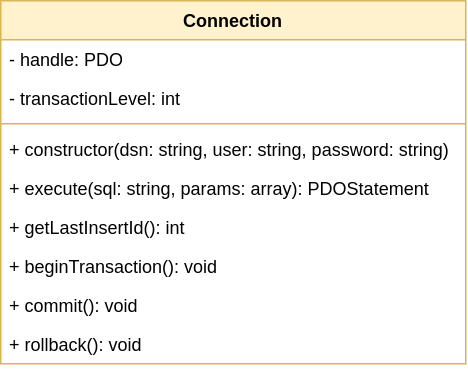 Connection
- handle: PDO
- transactionLevel: int
+ constructor(dsn: string, user: string, password: string)
+ execute(sql: string, params: array): PDOStatement
+ getLastInsertId(): int
+ beginTransaction(): void
+ commit(): void
+ rollback(): void